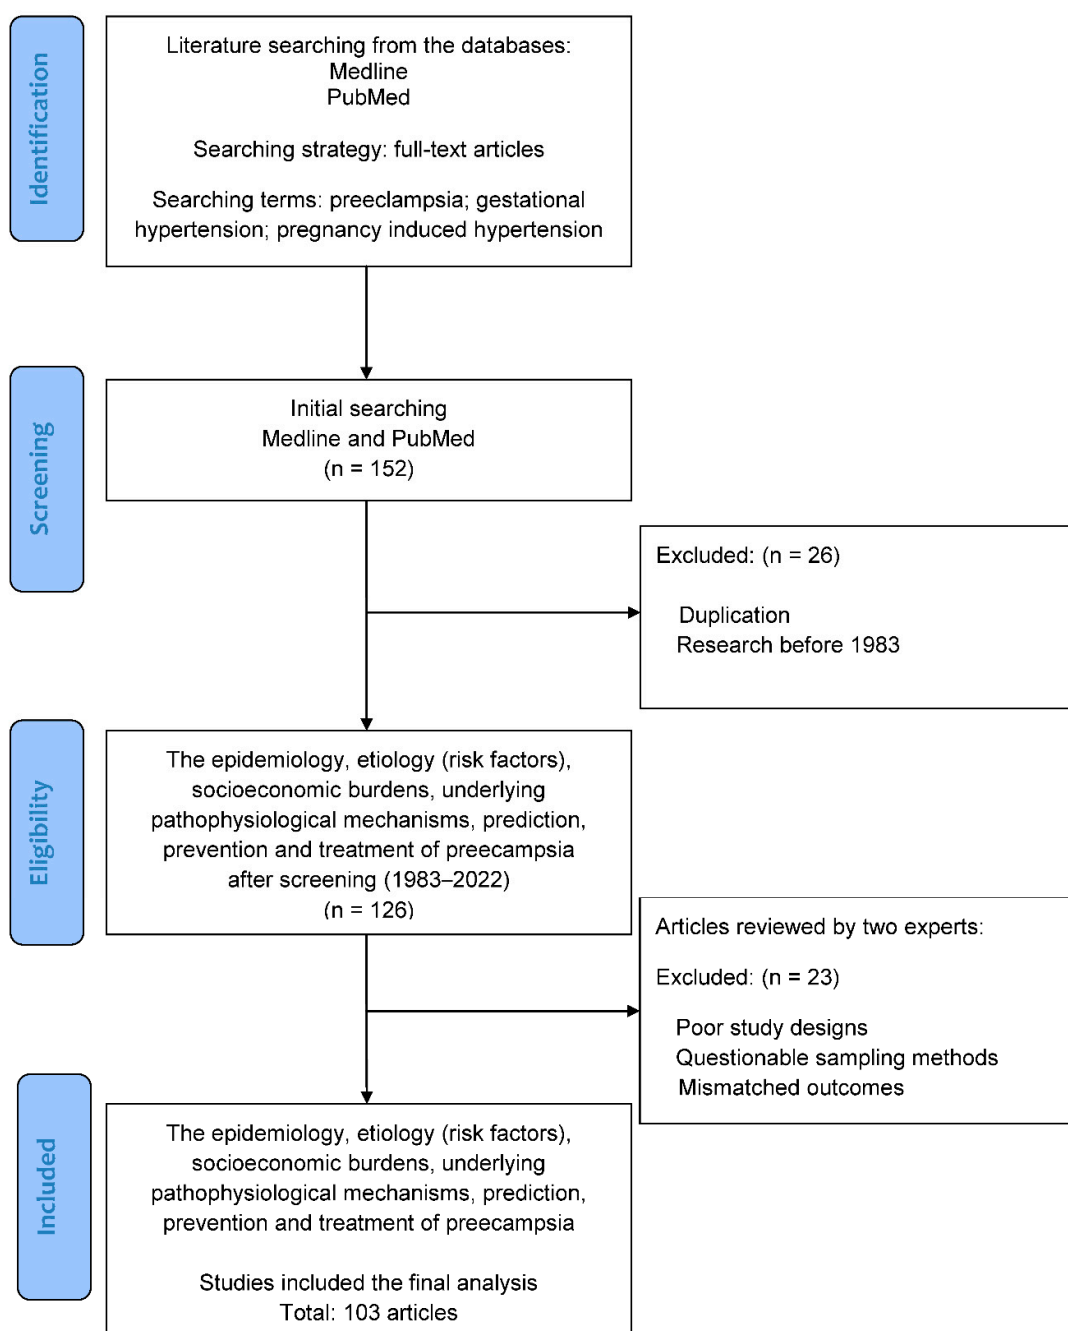 Identification
Literature searching from the databases:
Medline
PubMed
Searching strategy: full-text articles
Searching terms: preeclampsia; gestational
hypertension; pregnancy induced hypertension
Screening
Initial searching
Medline and PubMed
(n = 152)
Excluded: (n = 26)
Duplication
Research before 1983
Eligibility
The epidemiology, etiology (risk factors),
socioeconomic burdens, underlying
pathophysiological mechanisms, prediction,
prevention and treatment of preecampsia
after screening (1983–2022)
(n = 126)
Articles reviewed by two experts:
Excluded: (n = 23)
Poor study designs
Questionable sampling methods
Mismatched outcomes
Included
The epidemiology, etiology (risk factors),
socioeconomic burdens, underlying
pathophysiological mechanisms, prediction,
prevention and treatment of preecampsia
Studies included the final analysis
Total: 103 articles